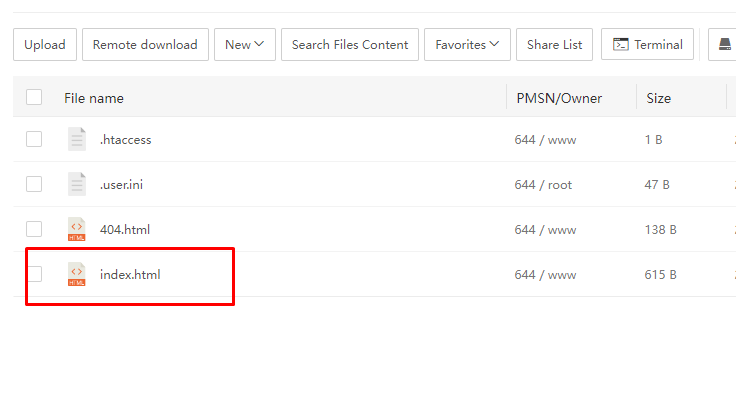 Upload Remote download New Search Files Content Favorites Share List Terminal
File name PMSN/Owner Size
.htaccess 644 / www 1 B
.user.ini 644 / root 47 B
HTML 404.html 644 / www 138 B
HTML index.html 644 / www 615 B